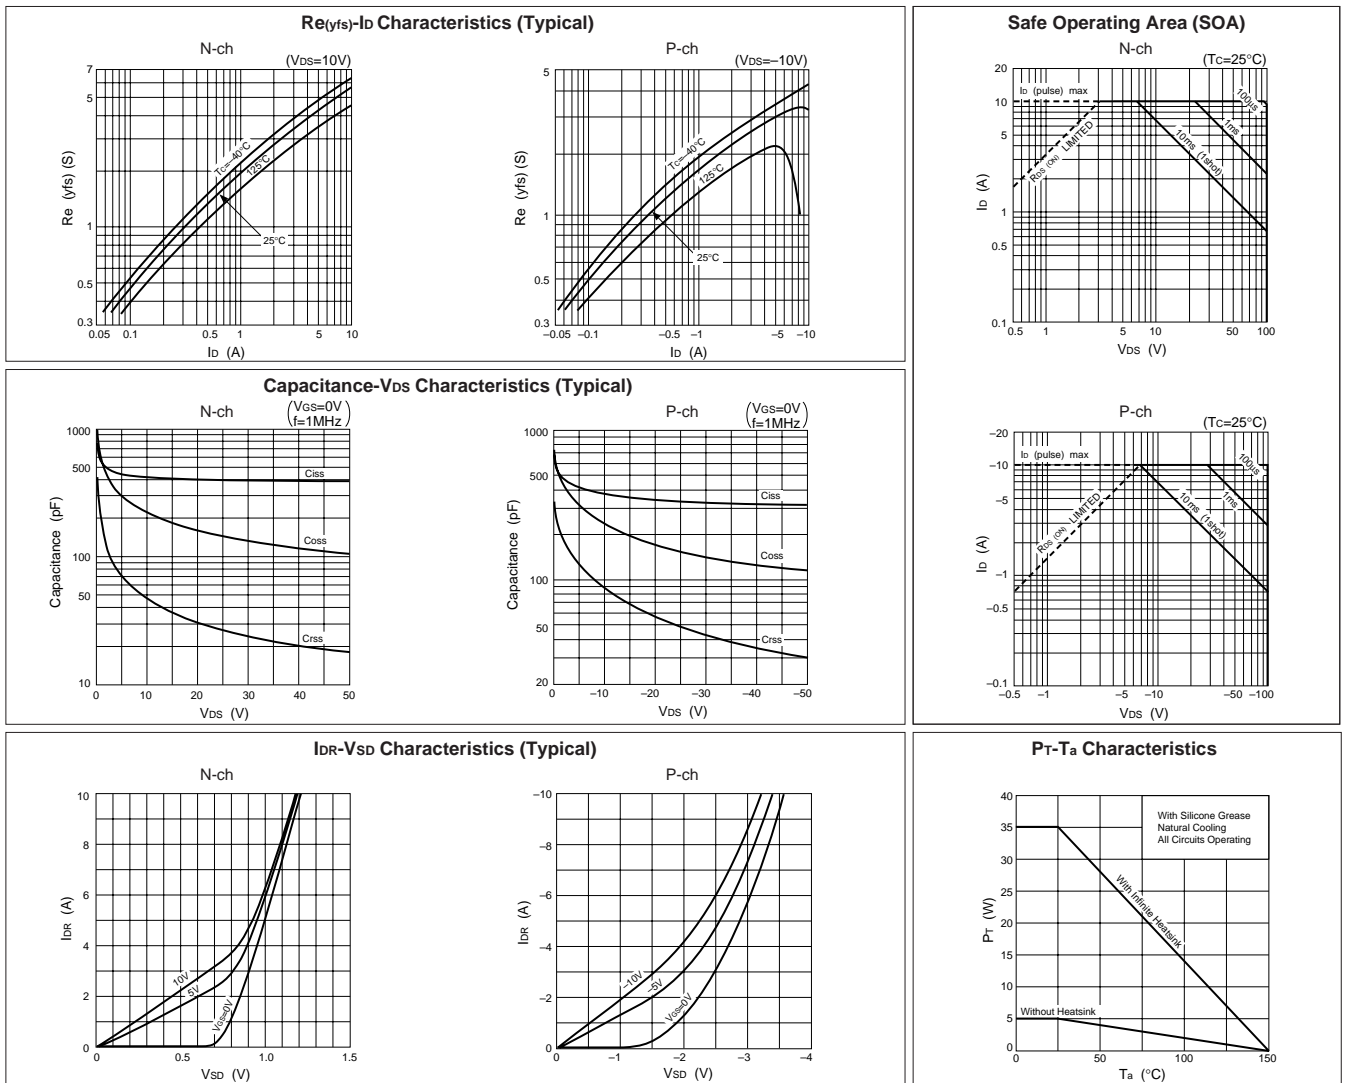 Re(yfs)-ID Characteristics (Typical)
N-ch
(VDS=10V)
7
5
1
0.5
0.3
Re (yfs) (S)
TC=–40°C
125°C
25°C
0.05 0.1 0.5 1 5 10
ID (A)
P-ch
(VDS=–10V)
5
1
0.5
0.3
Re (yfs) (S)
TC=–40°C
125°C
25°C
–0.05 –0.1 –0.5 –1 –5 –10
ID (A)
Safe Operating Area (SOA)
N-ch
(TC=25°C)
20
10
5
1
0.5
0.1
ID (A)
ID (pulse) max
RDS (ON) LIMITED
100µs
1ms
10ms (1shot)
0.5 1 5 10 50 100
VDS (V)
P-ch
(TC=25°C)
–20
–10
–5
–1
–0.5
–0.1
ID (A)
ID (pulse) max
RDS (ON) LIMITED
100µs
1ms
10ms (1shot)
–0.5 –1 –5 –10 –50 –100
VDS (V)
Capacitance-VDS Characteristics (Typical)
N-ch
(VGS=0V
f=1MHz)
1000
500
100
50
10
Capacitance (pF)
Ciss
Coss
Crss
0 10 20 30 40 50
VDS (V)
P-ch
(VGS=0V
f=1MHz)
1000
500
100
50
20
Capacitance (pF)
Ciss
Coss
Crss
0 –10 –20 –30 –40 –50
VDS (V)
IDR-VSD Characteristics (Typical)
N-ch
10
8
6
4
2
0
IDR (A)
10V
5V
VGS=0V
0 0.5 1.0 1.5
VSD (V)
P-ch
–10
–8
–6
–4
–2
0
IDR (A)
–10V
–5V
VGS=0V
0 –1 –2 –3 –4
VSD (V)
PT-Ta Characteristics
40
35
30
25
20
15
10
5
0
PT (W)
With Silicone Grease
Natural Cooling
All Circuits Operating
With Infinite Heatsink
Without Heatsink
0 50 100 150
Ta (°C)